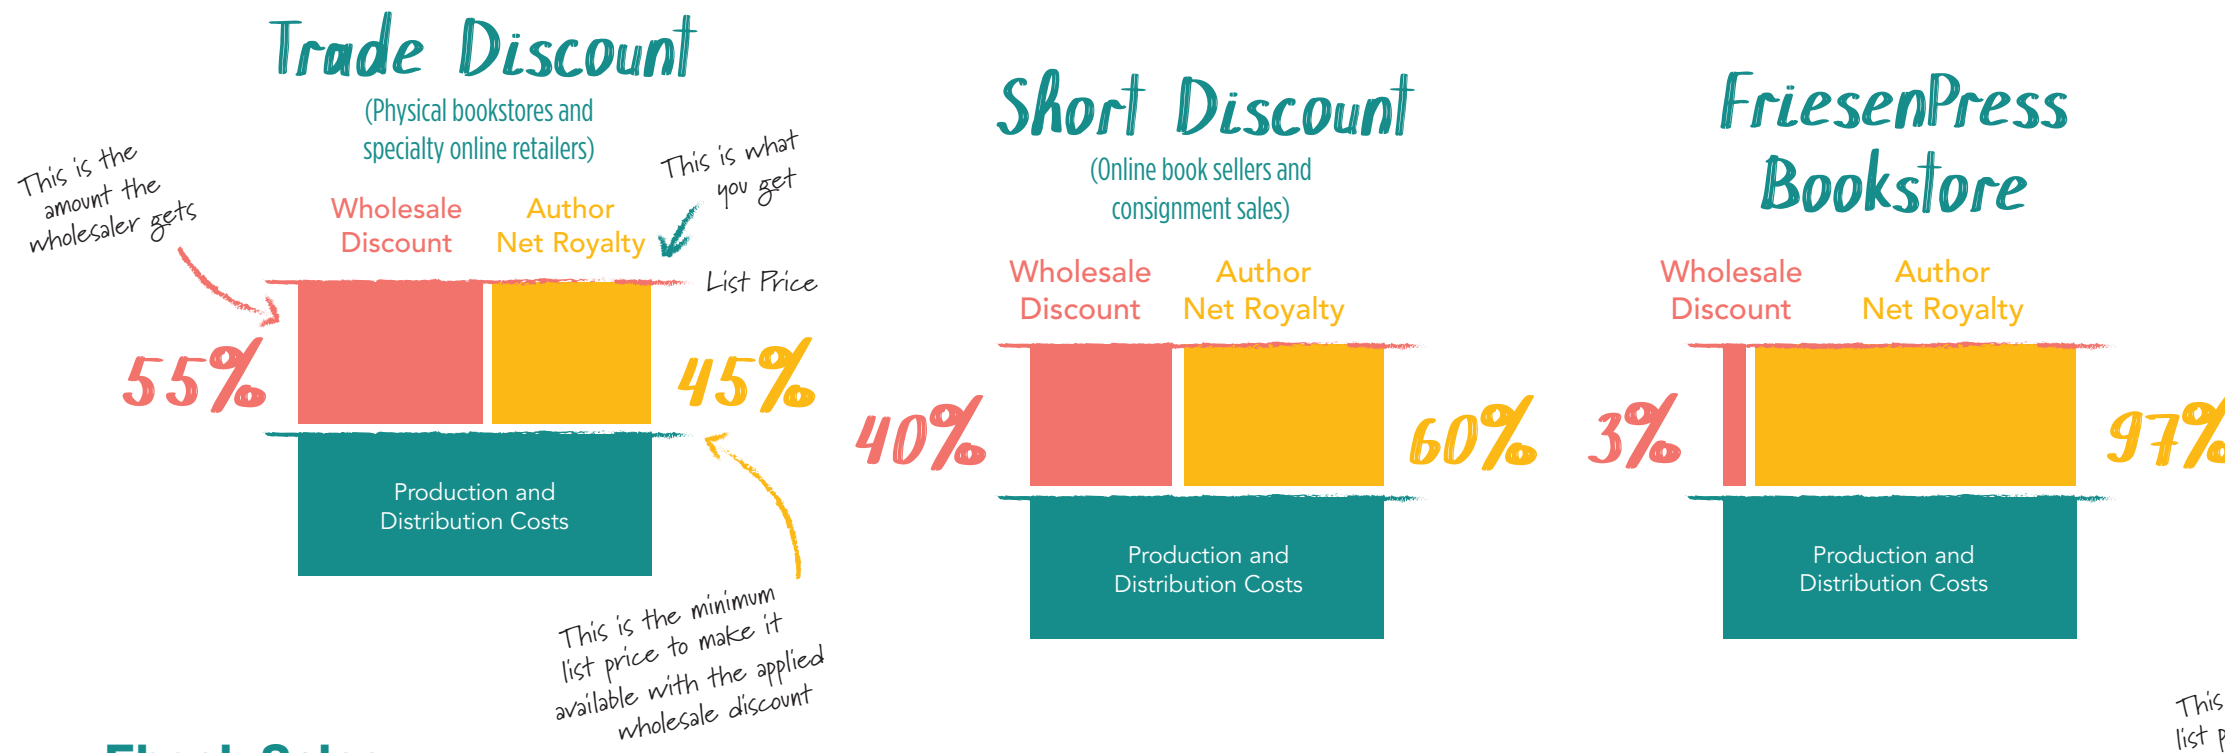 Trade Discount
(Physical bookstores and
specialty online retailers)
This is the
amount the
wholesaler gets
This is what
you get
Wholesale
Discount
Author
Net Royalty
List Price
55%
45%
Production and
Distribution Costs
This is the minimum
list price to make it
available with the applied
wholesale discount
Short Discount
(Online book sellers and
consignment sales)
Wholesale
Discount
Author
Net Royalty
40%
60%
Production and
Distribution Costs
FriesenPress
Bookstore
Wholesale
Discount
Author
Net Royalty
3%
97%
Production and
Distribution Costs
This
list p